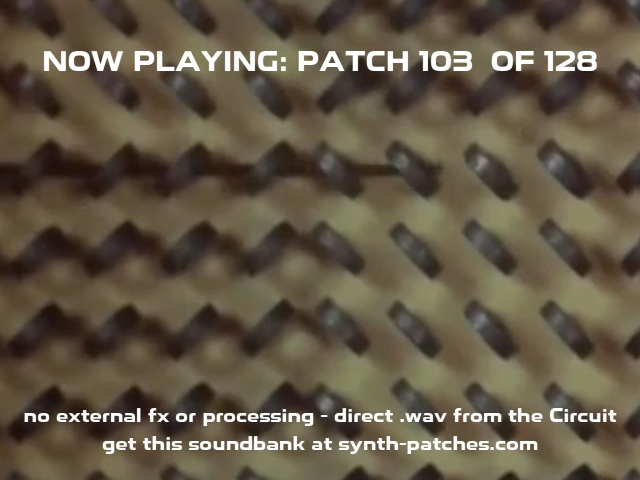 NOW PLAYING: PATCH 103 OF 128
no external fx or processing - direct .wav from the Circuit
get this soundbank at synth-patches.com